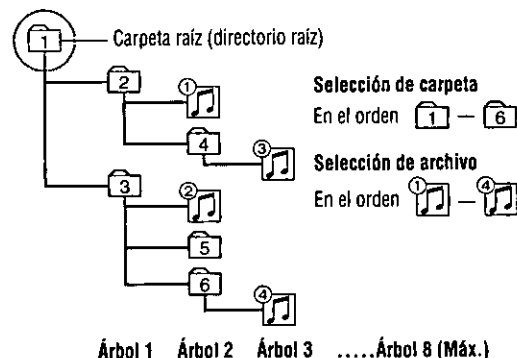 1 Carpeta raíz (directorio raíz)
2
①
4
③
3
②
5
6
④
Selección de carpeta
En el orden 1 – 6
Selección de archivo
En el orden ① – ④
Árbol 1 Árbol 2 Árbol 3 .....Árbol 8 (Máx.)